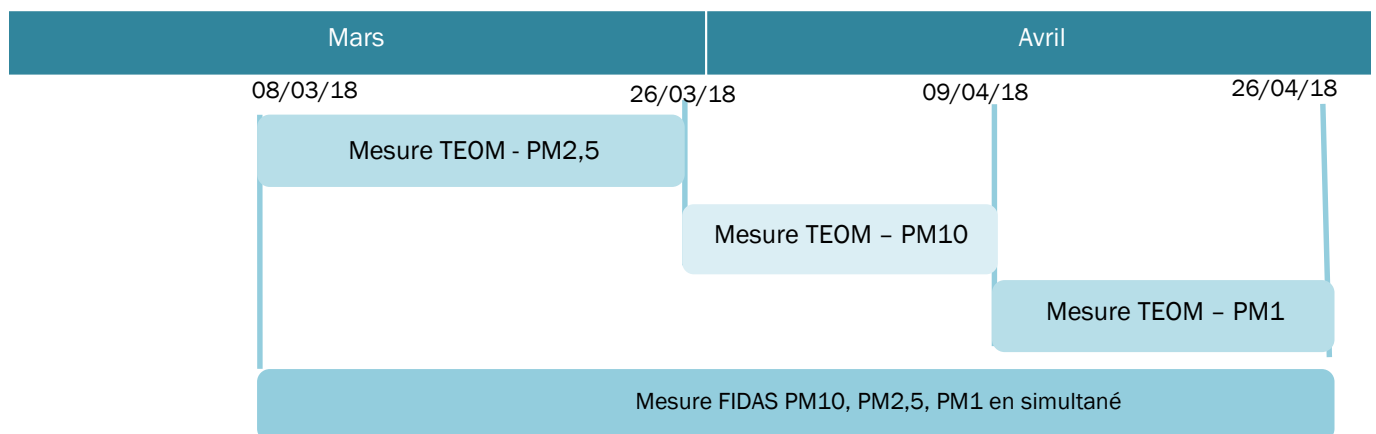 Mars
Avril
08/03/18
26/03/18
09/04/18
26/04/18
Mesure TEOM - PM2,5
Mesure TEOM – PM10
Mesure TEOM – PM1
Mesure FIDAS PM10, PM2,5, PM1 en simultané